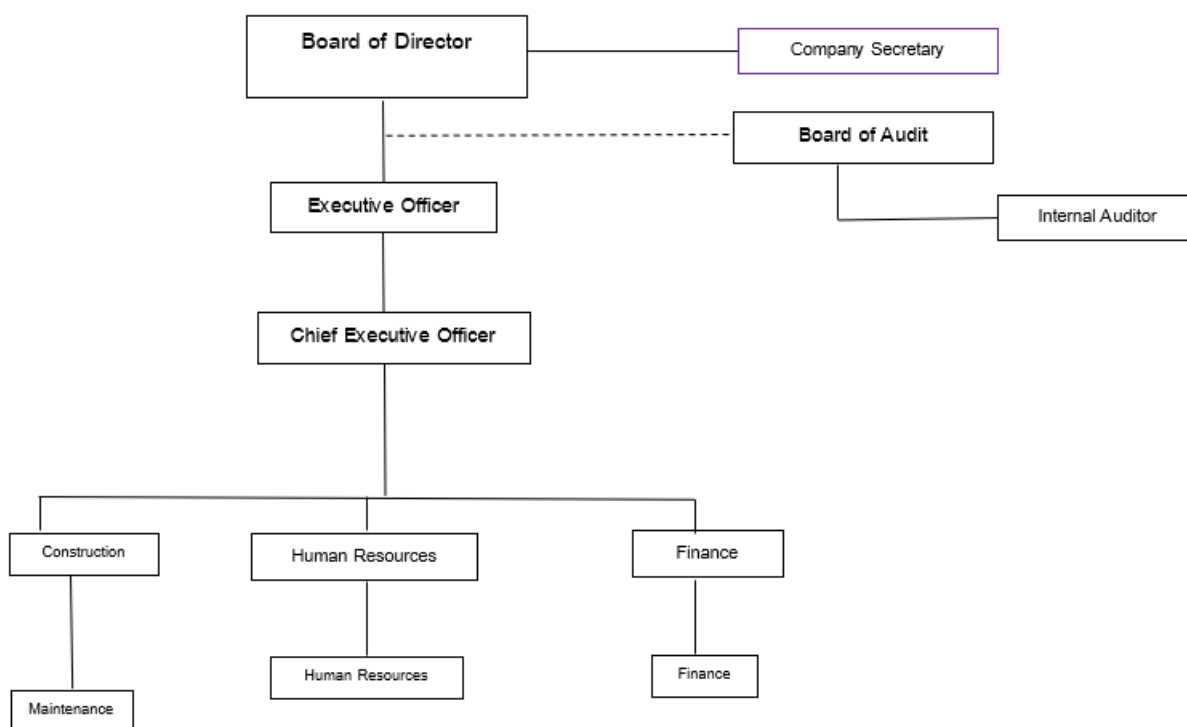 Board of Director
Company Secretary
Board of Audit
Executive Officer
Internal Auditor
Chief Executive Officer
Construction
Human Resources
Finance
Human Resources
Finance
Maintenance